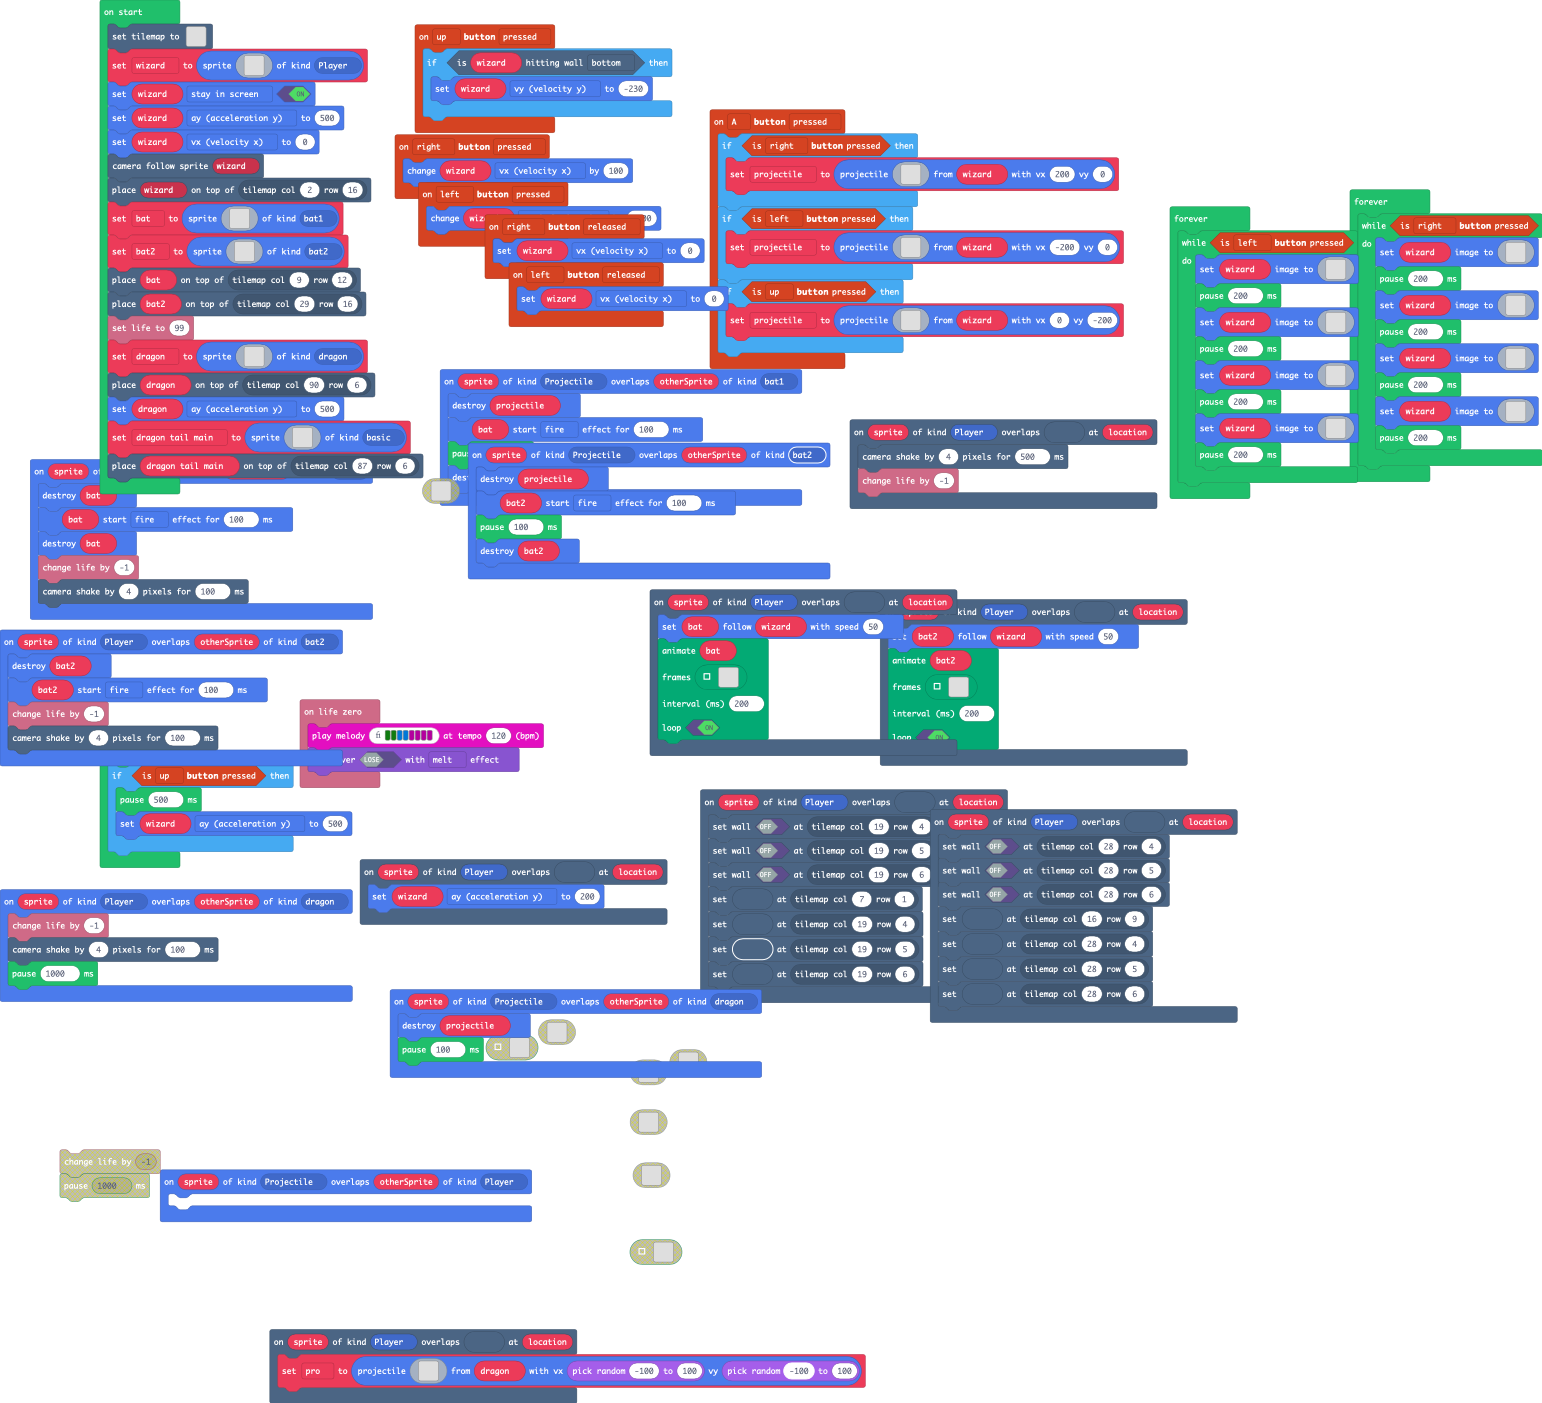 on start
set tilemap to
set wizard to sprite of kind Player
set wizard stay in screen ON
set wizard ay (acceleration y) to 500
set wizard vx (velocity x) to 0
camera follow sprite wizard
place wizard on top of tilemap col 2 row 16
set bat to sprite of kind bat1
set bat2 to sprite of kind bat2
place bat on top of tilemap col 9 row 12
place bat2 on top of tilemap col 29 row 16
set life to 99
set dragon to sprite of kind dragon
place dragon on top of tilemap col 90 row 6
set dragon ay (acceleration y) to 500
set dragon tail main to sprite of kind basic
place dragon tail main on top of tilemap col 87 row 6
on up button pressed
if is wizard hitting wall bottom then
set wizard vy (velocity y) to -230
on right button pressed
change wizard vx (velocity x) by 100
on left button pressed
change
on right button released
set wizard vx (velocity x) to 0
on left button released
set wizard vx (velocity x) to 0
on A button pressed
if is right button pressed then
set projectile to projectile from wizard with vx 200 vy 0
if is left button pressed then
set projectile to projectile from wizard with vx -200 vy 0
is up button pressed then
set projectile to projectile from wizard with vx 0 vy -200
forever
while is left button pressed
do
set wizard image to
pause 200 ms
set wizard image to
pause 200 ms
set wizard image to
pause 200 ms
set wizard image to
pause 200 ms
forever
while is right button pressed
do
set wizard image to
pause 200 ms
set wizard image to
pause 200 ms
set wizard image to
pause 200 ms
set wizard image to
pause 200 ms
on sprite
destroy bat
bat start fire effect for 100 ms
destroy bat
change life by -1
camera shake by 4 pixels for 100 ms
on sprite of kind Projectile overlaps otherSprite of kind bat1
destroy projectile
bat start fire effect for 100 ms
on sprite of kind Projectile overlaps otherSprite of kind bat2
destroy projectile
bat2 start fire effect for 100 ms
pause 100 ms
destroy bat2
on sprite of kind Player overlaps at location
camera shake by 4 pixels for 500 ms
change life by -1
on sprite of kind Player overlaps at location
set bat follow wizard with speed 50
animate bat
frames
interval (ms) 200
loop ON
kind Player overlaps at location
bat2 follow wizard with speed 50
animate bat2
frames
interval (ms) 200
loop ON
on sprite of kind Player overlaps otherSprite of kind bat2
destroy bat2
bat2 start fire effect for 100 ms
change life by -1
camera shake by 4 pixels for 100 ms
on life zero
play melody at tempo 120 (bpm)
LOSE with melt effect
if is up button pressed then
pause 500 ms
set wizard ay (acceleration y) to 500
on sprite of kind Player overlaps at location
set wall OFF at tilemap col 19 row 4
set wall OFF at tilemap col 19 row 5
set wall OFF at tilemap col 19 row 6
set at tilemap col 7 row 1
set at tilemap col 19 row 4
set at tilemap col 19 row 5
set at tilemap col 19 row 6
on sprite of kind Player overlaps at location
set wall OFF at tilemap col 28 row 4
set wall OFF at tilemap col 28 row 5
set wall OFF at tilemap col 28 row 6
set at tilemap col 16 row 9
set at tilemap col 28 row 4
set at tilemap col 28 row 5
set at tilemap col 28 row 6
on sprite of kind Player overlaps at location
set wizard ay (acceleration y) to 200
on sprite of kind Player overlaps otherSprite of kind dragon
change life by -1
camera shake by 4 pixels for 100 ms
pause 1000 ms
on sprite of kind Projectile overlaps otherSprite of kind dragon
destroy projectile
pause 100 ms
change life by -1
pause 1000 ms
on sprite of kind Projectile overlaps otherSprite of kind Player
on sprite of kind Player overlaps at location
set pro to projectile from dragon with vx pick random -100 to 100 vy pick random -100 to 100